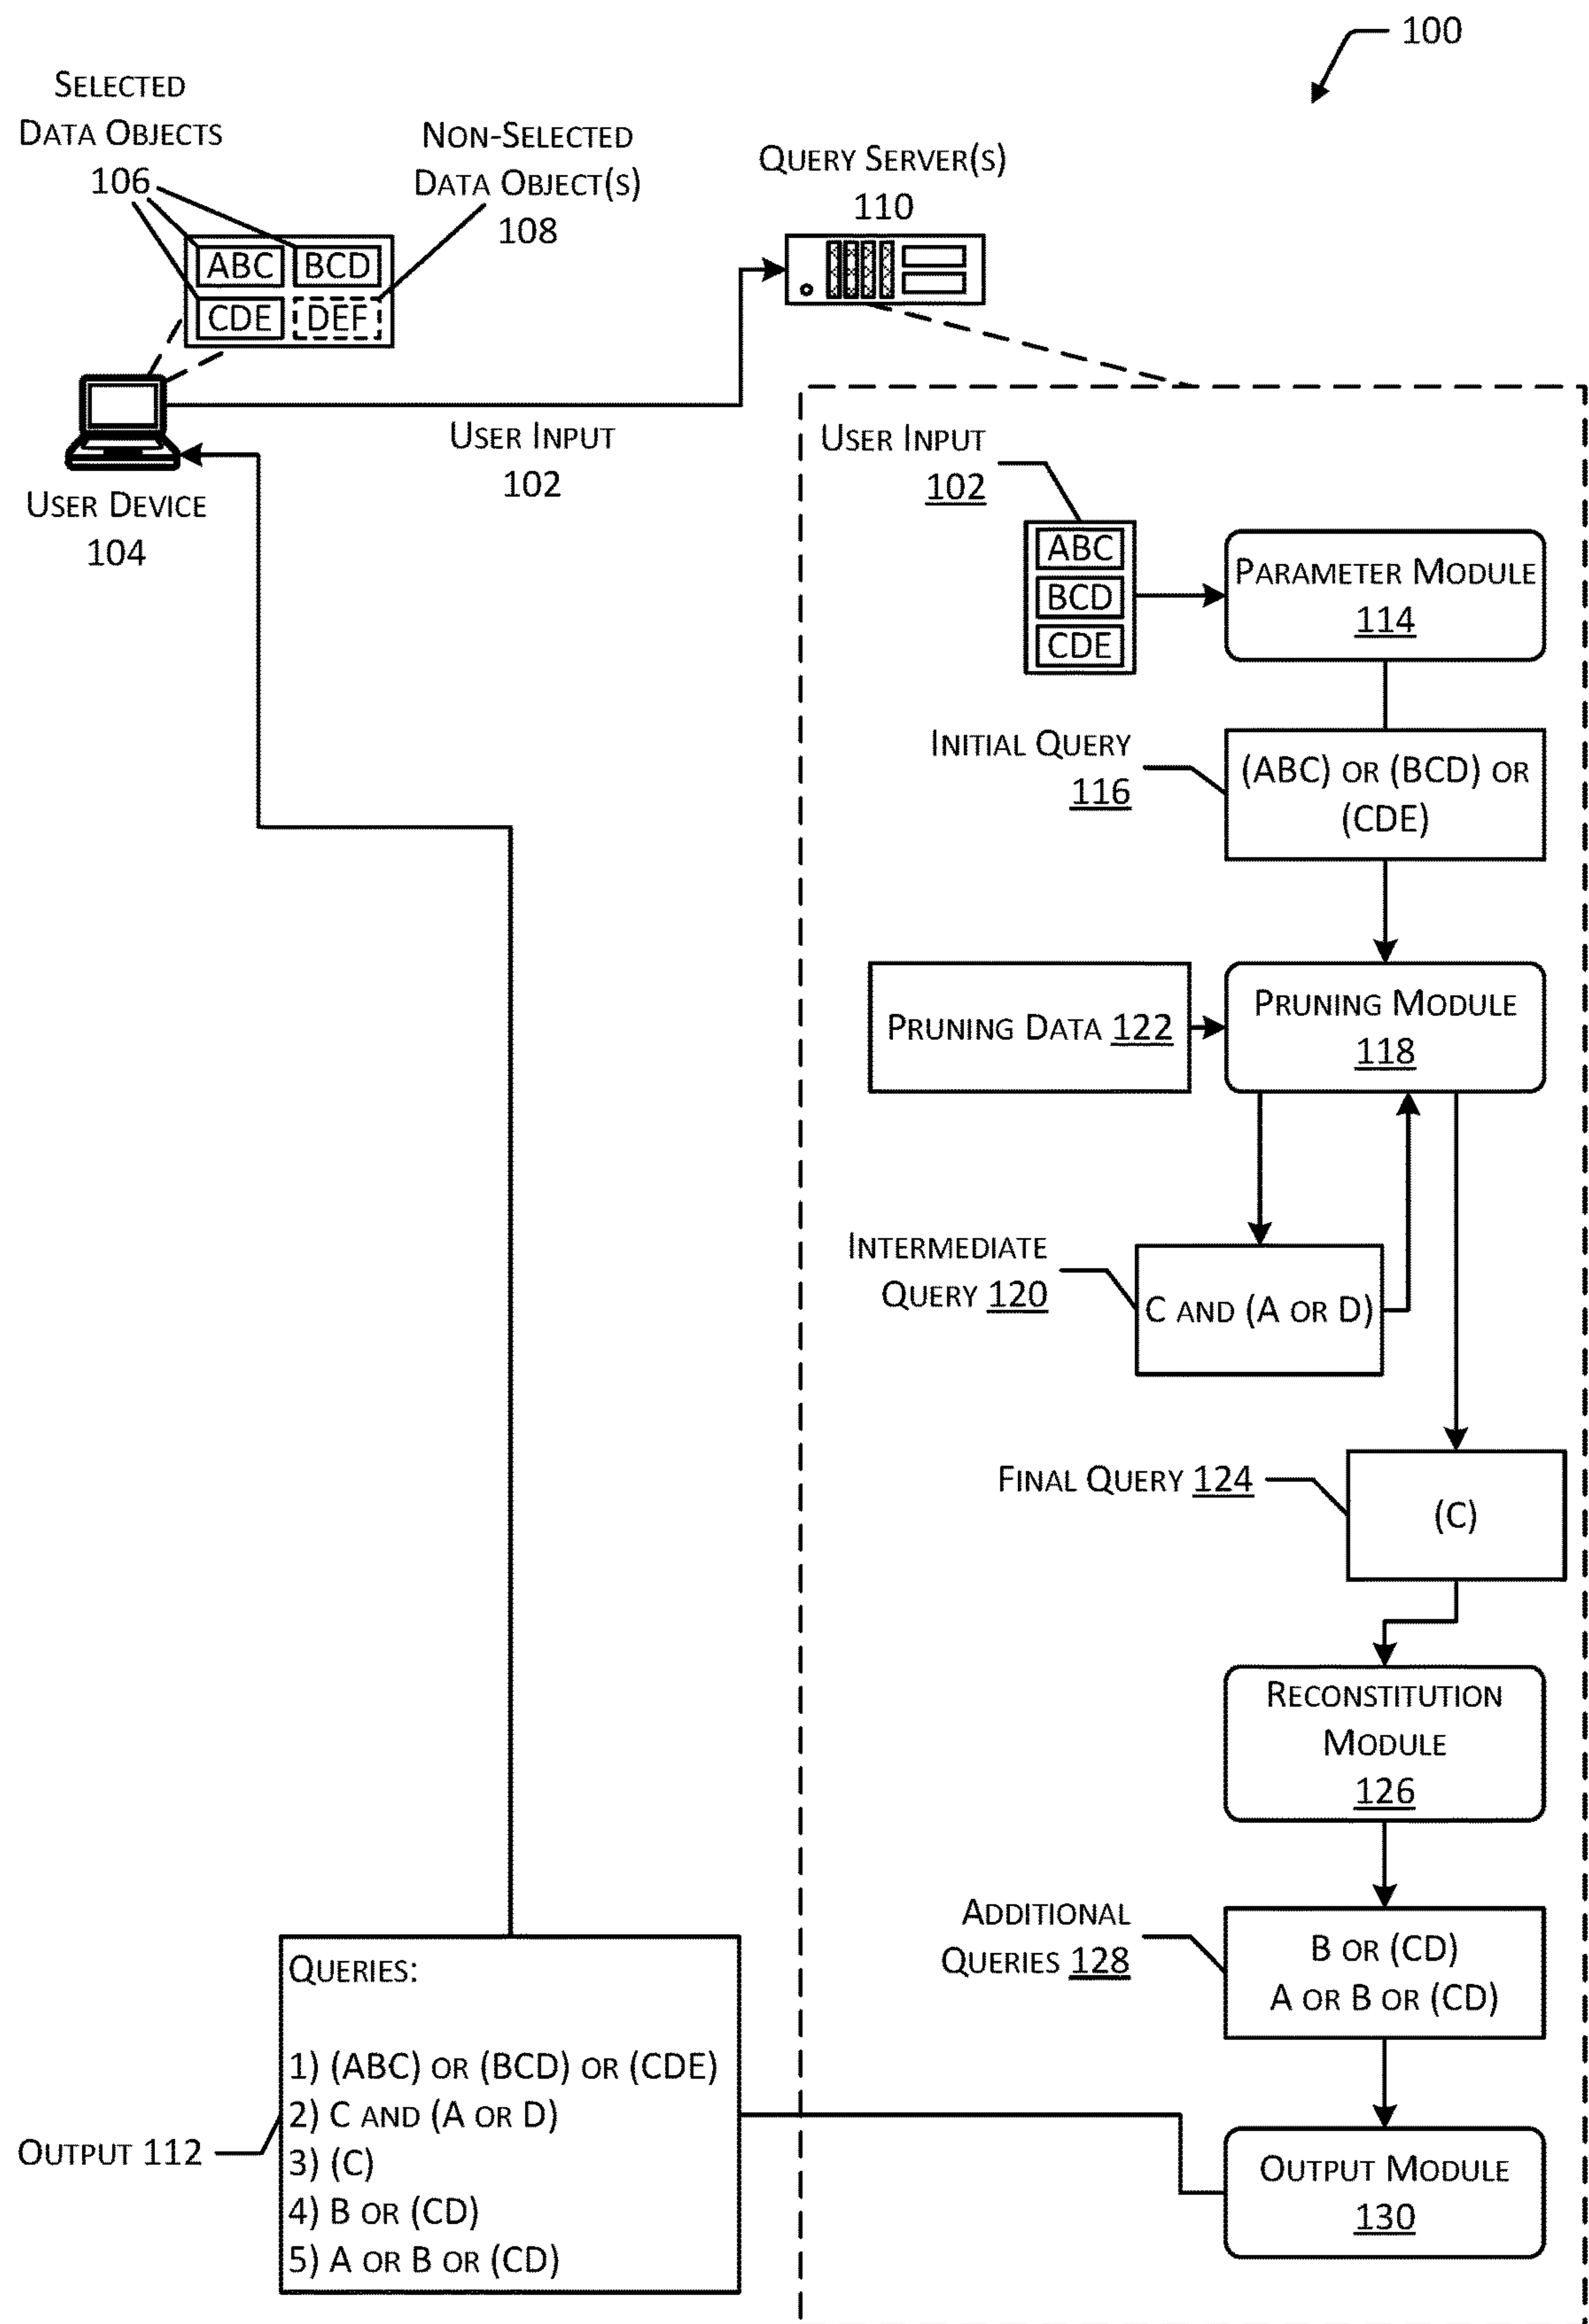 100
SELECTED
DATA OBJECTS
106
NON-SELECTED
DATA OBJECT(S)
108
QUERY SERVER(S)
110
ABC BCD
CDE DEF
USER INPUT
102
USER DEVICE
104
USER INPUT
102
ABC
BCD
CDE
PARAMETER MODULE
114
INITIAL QUERY
116
(ABC) OR (BCD) OR
(CDE)
PRUNING DATA 122
PRUNING MODULE
118
INTERMEDIATE
QUERY 120
C AND (A OR D)
FINAL QUERY 124
(C)
RECONSTITUTION
MODULE
126
ADDITIONAL
QUERIES 128
B OR (CD)
A OR B OR (CD)
OUTPUT MODULE
130
OUTPUT 112
QUERIES:
1) (ABC) OR (BCD) OR (CDE)
2) C AND (A OR D)
3) (C)
4) B OR (CD)
5) A OR B OR (CD)